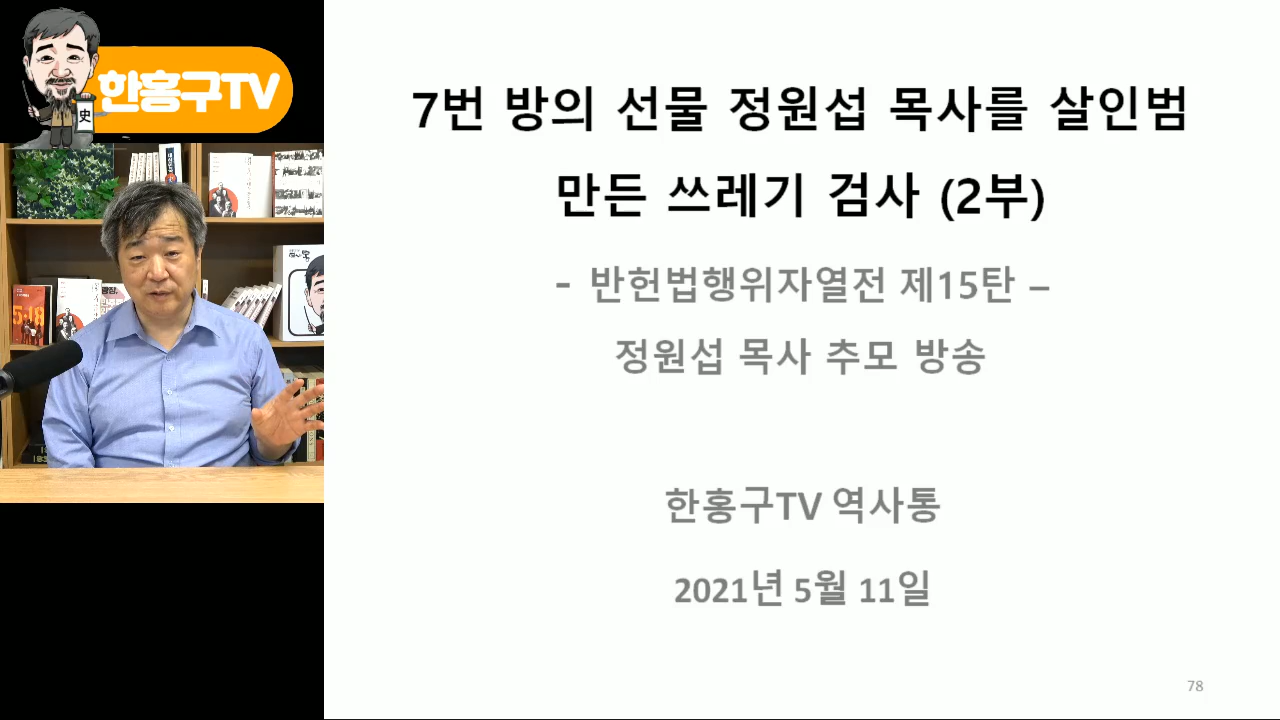 한홍구TV
史
5·18
7번 방의 선물 정원섭 목사를 살인범
만든 쓰레기 검사 (2부)
- 반헌법행위자열전 제15탄 –
정원섭 목사 추모 방송
한홍구TV 역사통
2021년 5월 11일
78